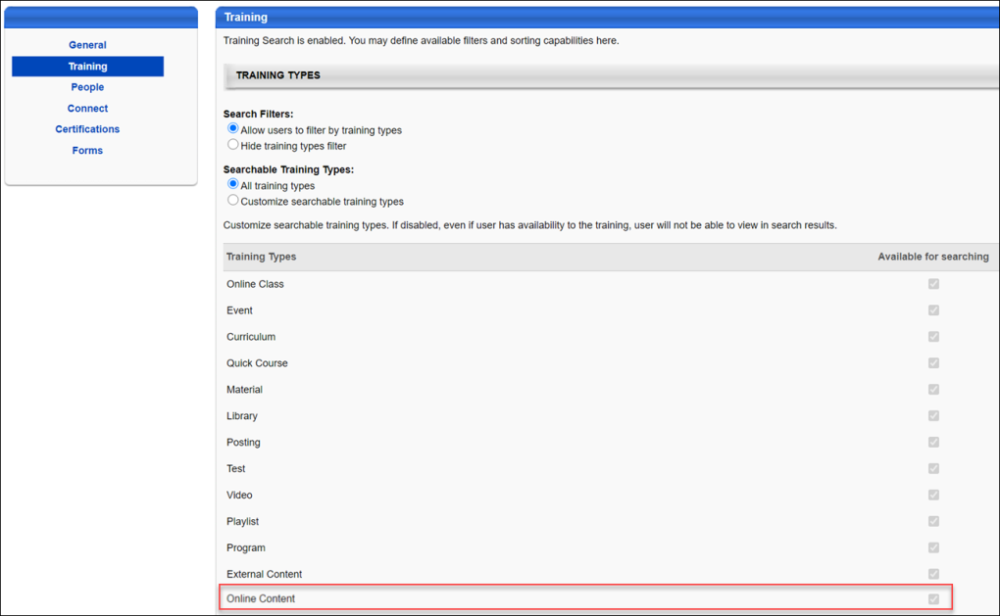 General
Training
People
Connect
Certifications
Forms
Training
Training Search is enabled. You may define available filters and sorting capabilities here.
TRAINING TYPES
Search Filters:
Allow users to filter by training types
Hide training types filter
Searchable Training Types:
All training types
Customize searchable training types
Customize searchable training types. If disabled, even if user has availability to the training, user will not be able to view in search results.
Training Types Available for searching
Online Class
Event
Curriculum
Quick Course
Material
Library
Posting
Test
Video
Playlist
Program
External Content
Online Content